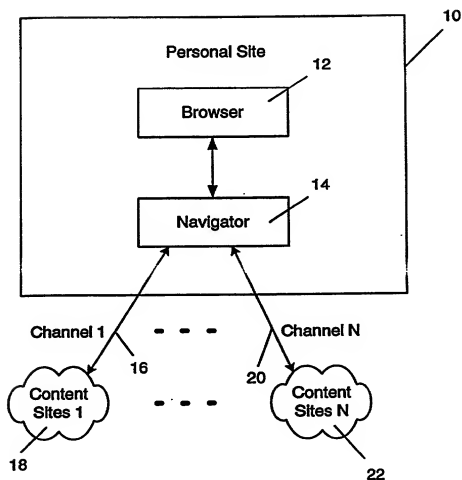 10
Personal Site
12
Browser
14
Navigator
Channel 1
Channel N
16
20
Content
Sites 1
Content
Sites N
18
22